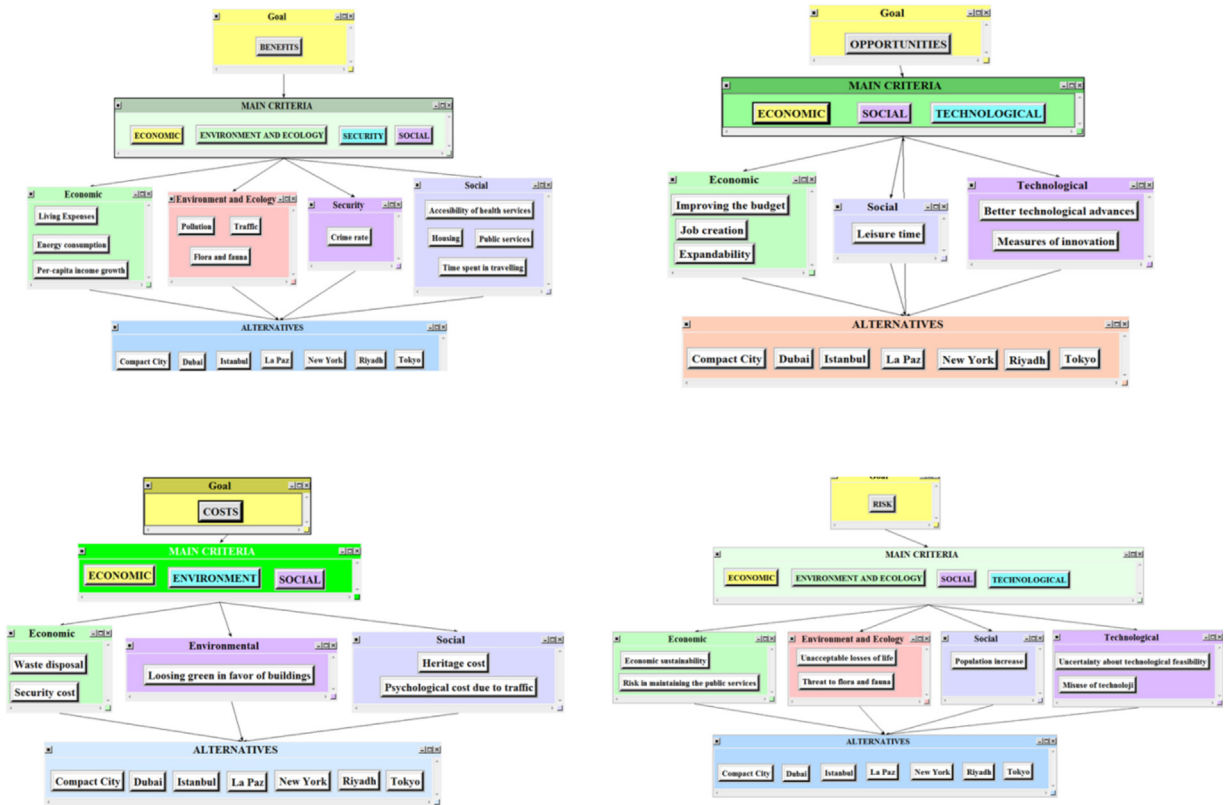 Goal
BENEFITS
MAIN CRITERIA
ECONOMIC ENVIRONMENT AND ECOLOGY SECURITY SOCIAL
Economic
Living Expenses
Energy consumption
Per-capita income growth
Environment and Ecology
Pollution Traffic
Flora and fauna
Security
Crime rate
Social
Accesibility of health services
Housing Public services
Time spent in travelling
ALTERNATIVES
Compact City Dubai Istanbul La Paz New York Riyadh Tokyo
Goal
OPPORTUNITIES
MAIN CRITERIA
ECONOMIC SOCIAL TECHNOLOGICAL
Economic
Improving the budget
Job creation
Expandability
Social
Leisure time
Technological
Better technological advances
Measures of innovation
ALTERNATIVES
Compact City Dubai Istanbul La Paz New York Riyadh Tokyo
Goal
COSTS
MAIN CRITERIA
ECONOMIC ENVIRONMENT SOCIAL
Economic
Waste disposal
Security cost
Environmental
Loosing green in favor of buildings
Social
Heritage cost
Psychological cost due to traffic
ALTERNATIVES
Compact City Dubai Istanbul La Paz New York Riyadh Tokyo
Goal
RISK
MAIN CRITERIA
ECONOMIC ENVIRONMENT AND ECOLOGY SOCIAL TECHNOLOGICAL
Economic
Economic sustainability
Risk in maintaining the public services
Environment and Ecology
Unacceptable losses of life
Threat to flora and fauna
Social
Population increase
Technological
Uncertainty about technological feasibility
Misuse of technoloji
ALTERNATIVES
Compact City Dubai Istanbul La Paz New York Riyadh Tokyo